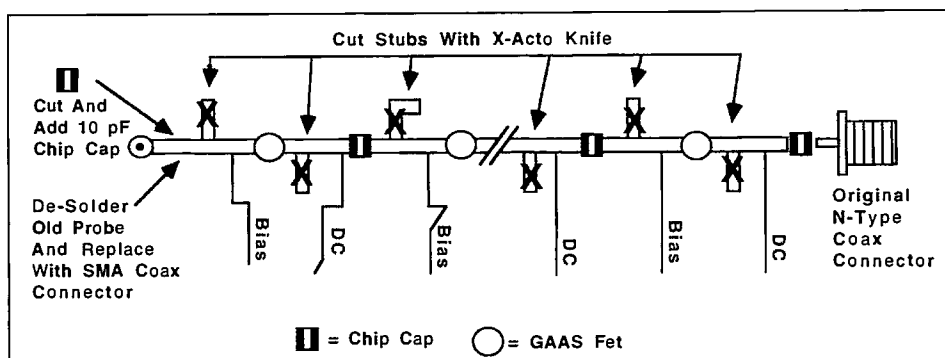 Cut Stubs With X-Acto Knife
Cut And
Add 10 pF
Chip Cap
De-Solder
Old Probe
And Replace
With SMA Coax
Connector
Bias
DC
Bias
DC
Bias
DC
Original
N-Type
Coax
Connector
= Chip Cap
= GAAS Fet